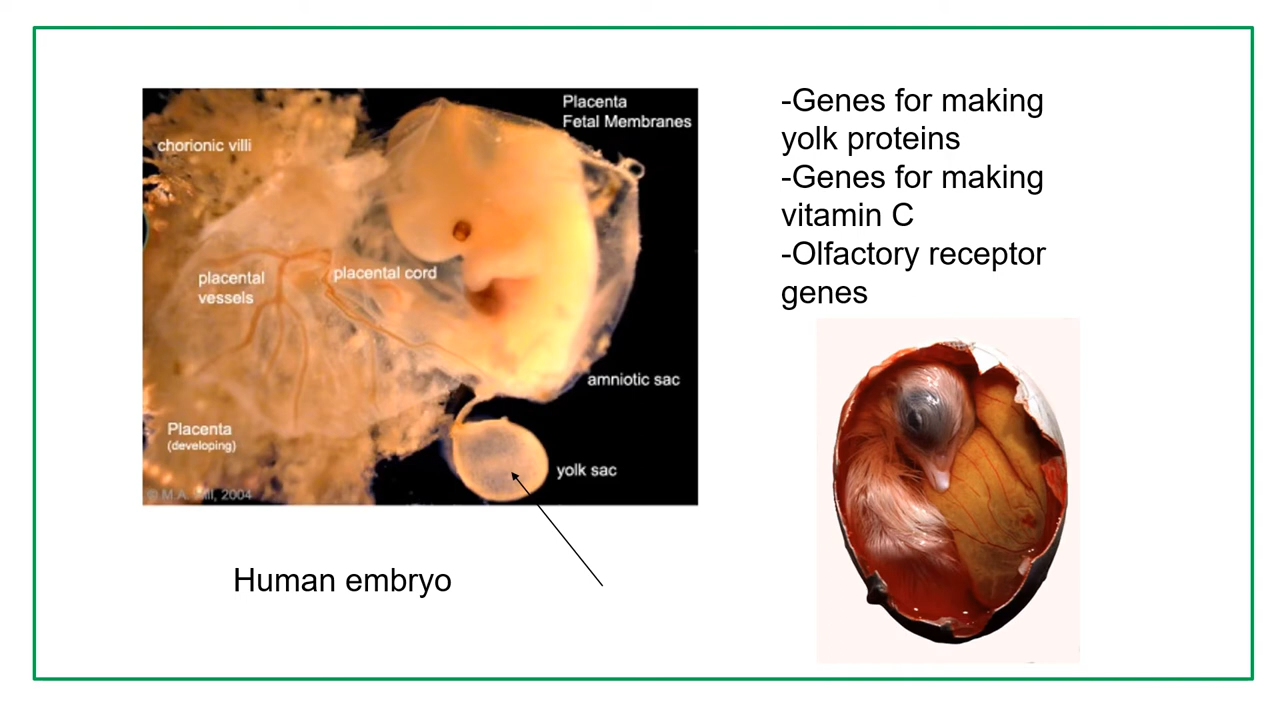 Placenta
Fetal Membranes
chorionic villi
placental cord
placental
vessels
amniotic sac
Placenta
(developing)
yolk sac
© M.A. Hill, 2004
Human embryo
-Genes for making
yolk proteins
-Genes for making
vitamin C
-Olfactory receptor
genes